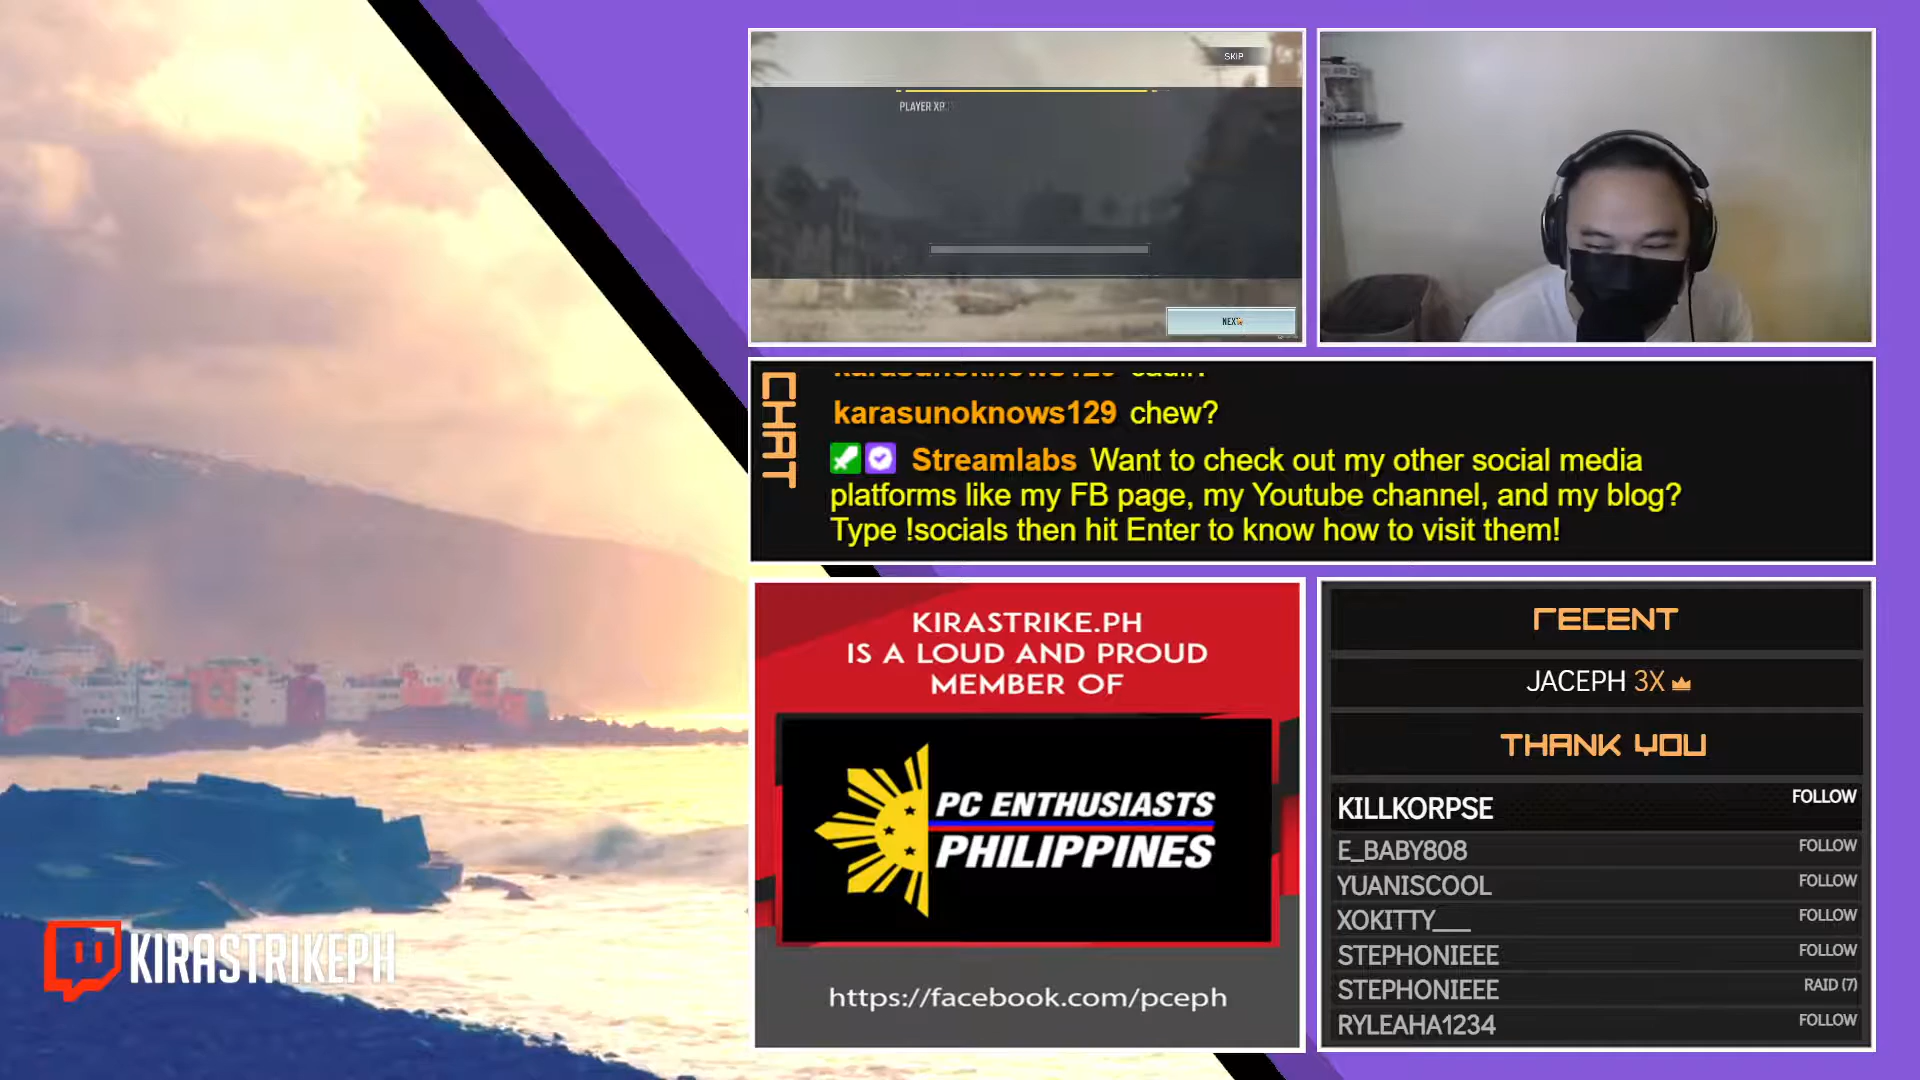 SKIP
PLAYER XP
NEXT
CHAT
karasunoknows129
karasunoknows129 chew?
Streamlabs Want to check out my other social media
platforms like my FB page, my Youtube channel, and my blog?
Type !socials then hit Enter to know how to visit them!
KIRASTRIKE.PH
IS A LOUD AND PROUD
MEMBER OF
PC ENTHUSIASTS
PHILIPPINES
https://facebook.com/pceph
RECENT
JACEPH 3X
THANK YOU
KILLKORPSE FOLLOW
E_BABY808 FOLLOW
YUANISCOOL FOLLOW
XOKITTY___ FOLLOW
STEPHONIEEE FOLLOW
STEPHONIEEE RAID (7)
RYLEAHA1234 FOLLOW
KIRASTRIKEPH